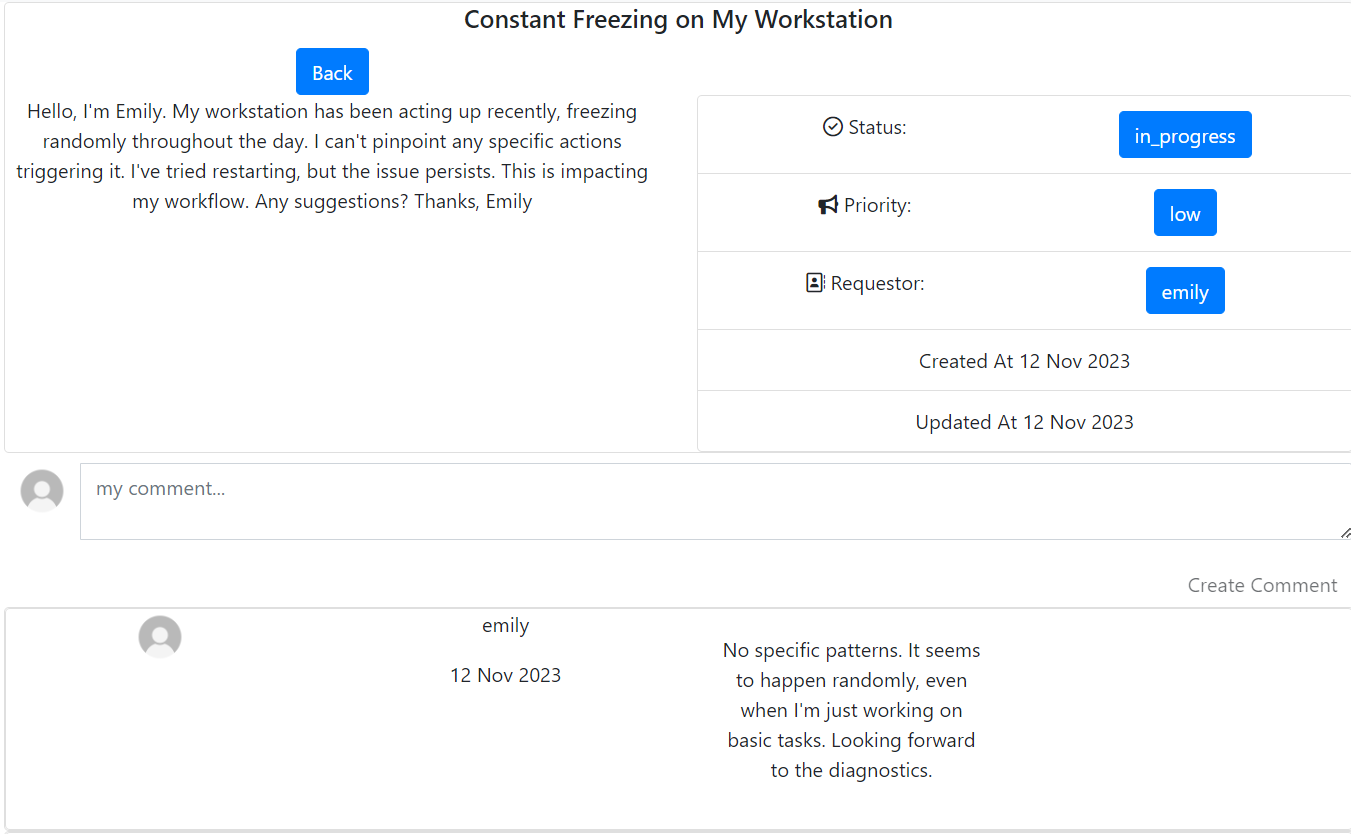 Constant Freezing on My Workstation
Back
Hello, I'm Emily. My workstation has been acting up recently, freezing
randomly throughout the day. I can't pinpoint any specific actions
triggering it. I've tried restarting, but the issue persists. This is impacting
my workflow. Any suggestions? Thanks, Emily
Status: in_progress
Priority: low
Requestor: emily
Created At 12 Nov 2023
Updated At 12 Nov 2023
my comment...
Create Comment
emily
12 Nov 2023
No specific patterns. It seems
to happen randomly, even
when I'm just working on
basic tasks. Looking forward
to the diagnostics.